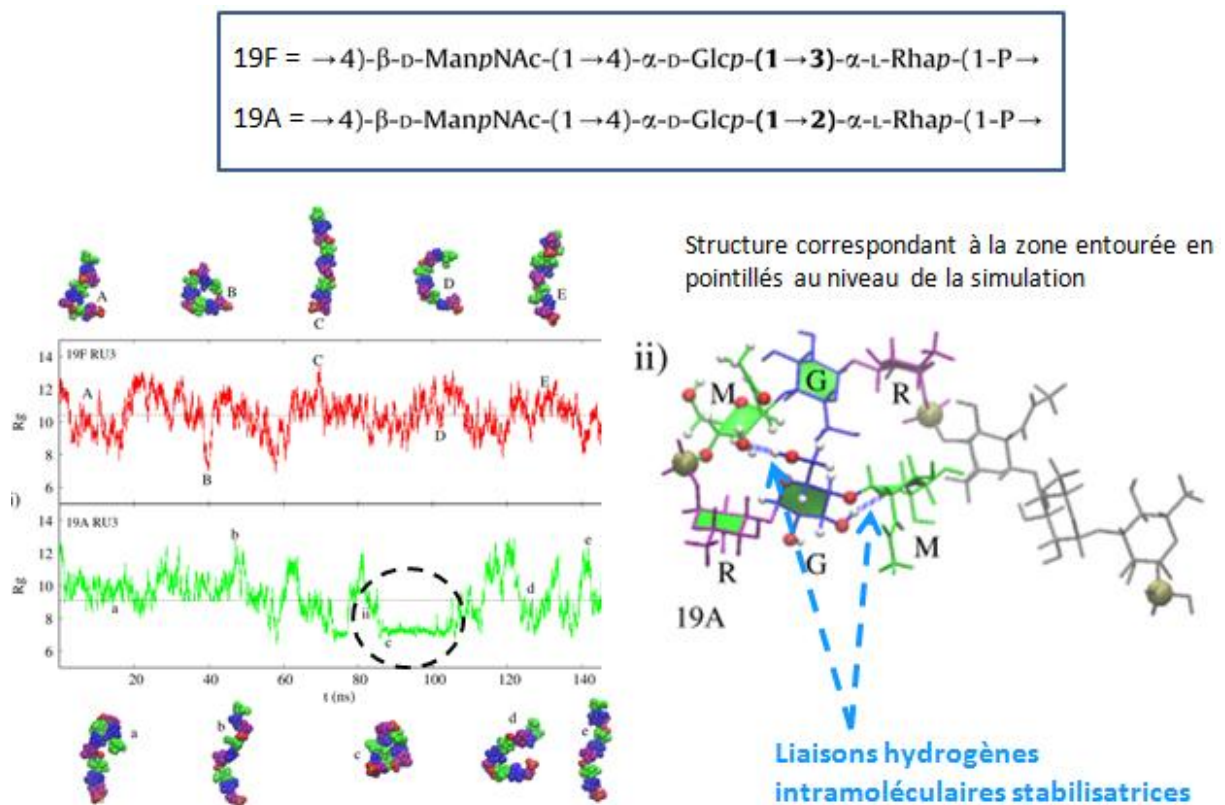 19F = →4)-β-D-ManpNAc-(1→4)-α-D-Glcp-(1→3)-α-L-Rhap-(1-P→
19A = →4)-β-D-ManpNAc-(1→4)-α-D-Glcp-(1→2)-α-L-Rhap-(1-P→
Structure correspondant à la zone entourée en
pointillés au niveau de la simulation
A
B
C
D
E
14
12
10
8
6
Rg
19F RU3
A
B
C
D
E
14
12
10
8
6
Rg
19A RU3
Rg
a
b
ii
c
d
e
0
20
40
60
80
100
120
140
t (ns)
a
b
c
d
e
ii)
M
G
R
R
G
M
19A
Liaisons hydrogènes
intramoléculaires stabilisatrices